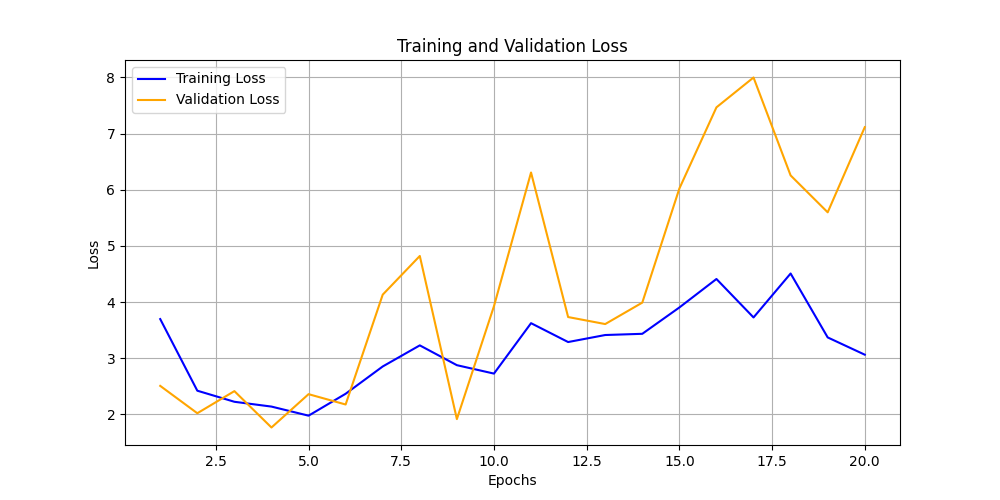 Training and Validation Loss
Training Loss
Validation Loss
8
7
6
5
4
3
2
Loss
2.5 5.0 7.5 10.0 12.5 15.0 17.5 20.0
Epochs